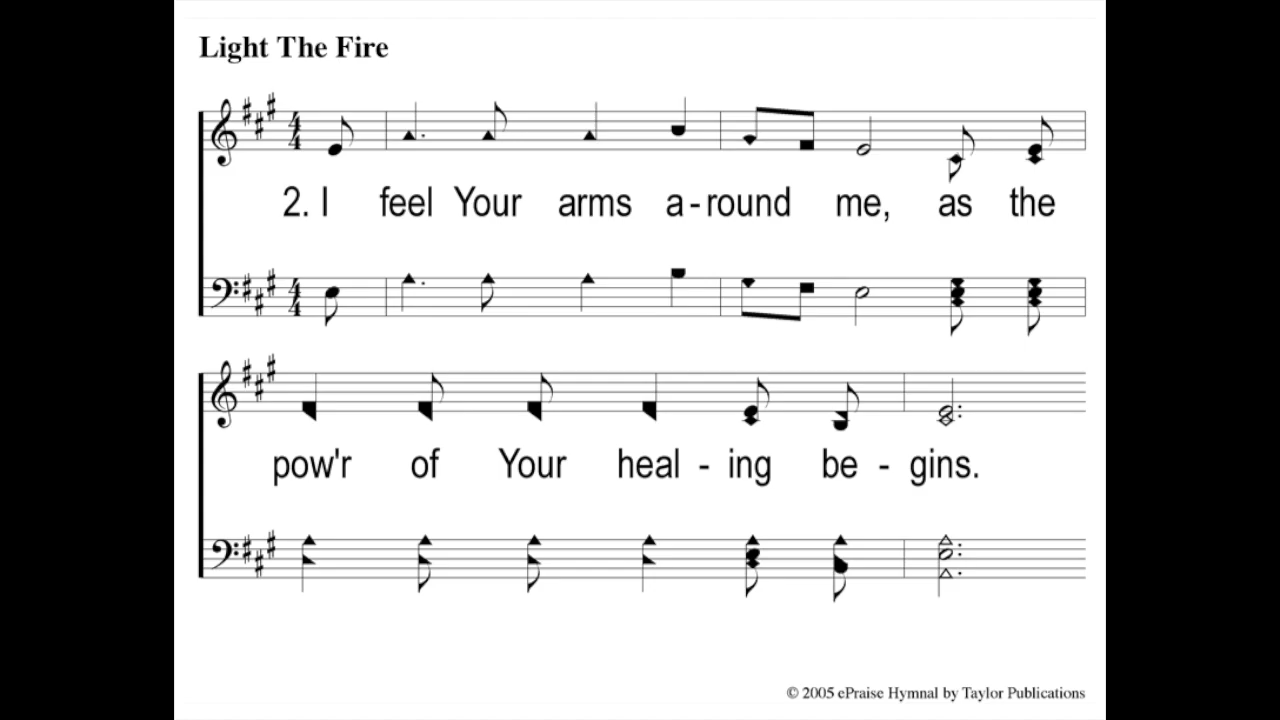 Light The Fire
2. I feel Your arms a-round me, as the
pow'r of Your heal - ing be - gins.
© 2005 ePraise Hymnal by Taylor Publications